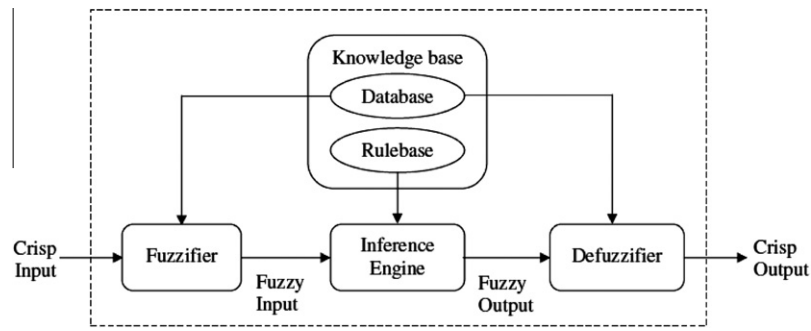 Knowledge base
Database
Rulebase
Crisp
Input
Fuzzifier
Fuzzy
Input
Inference
Engine
Fuzzy
Output
Defuzzifier
Crisp
Output